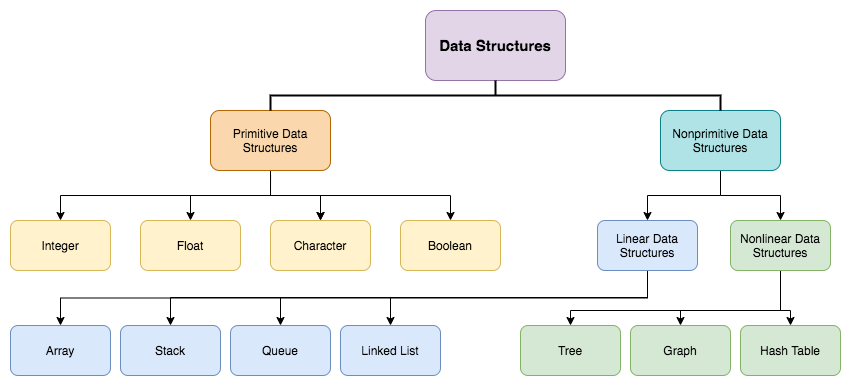 Data Structures
Primitive Data
Structures
Nonprimitive Data
Structures
Integer
Float
Character
Boolean
Linear Data
Structures
Nonlinear Data
Structures
Array
Stack
Queue
Linked List
Tree
Graph
Hash Table